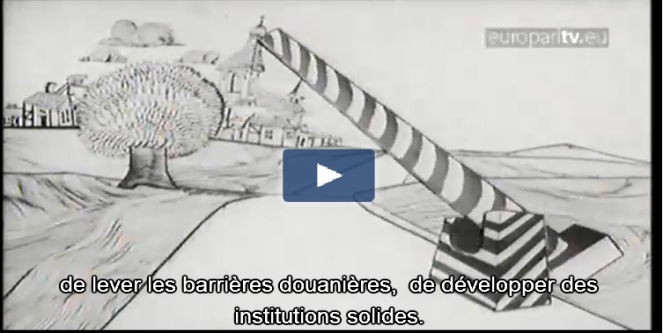 europarltv.eu
de lever les barrières douanières, de développer des
institutions solides.